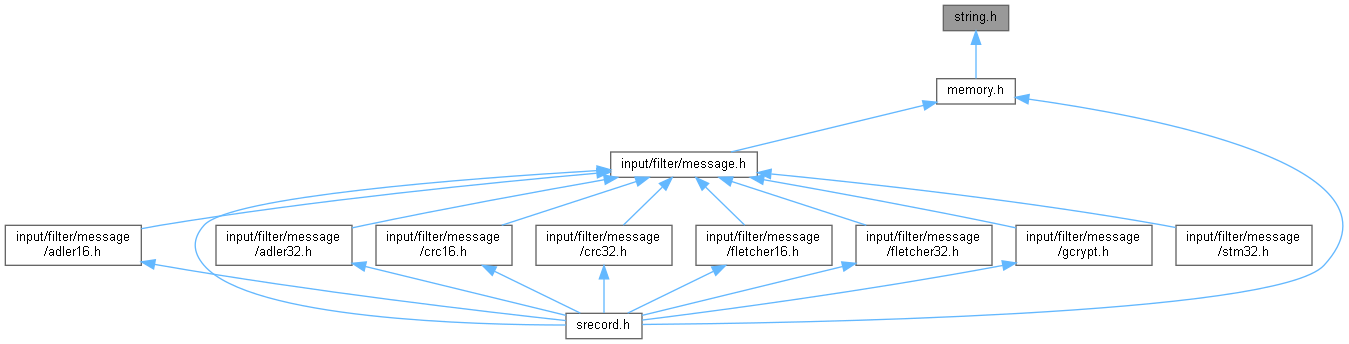 string.h
memory.h
input/filter/message.h
input/filter/message
/adler16.h
input/filter/message
/adler32.h
input/filter/message
/crc16.h
input/filter/message
/crc32.h
input/filter/message
/fletcher16.h
input/filter/message
/fletcher32.h
input/filter/message
/gcrypt.h
input/filter/message
/stm32.h
srecord.h